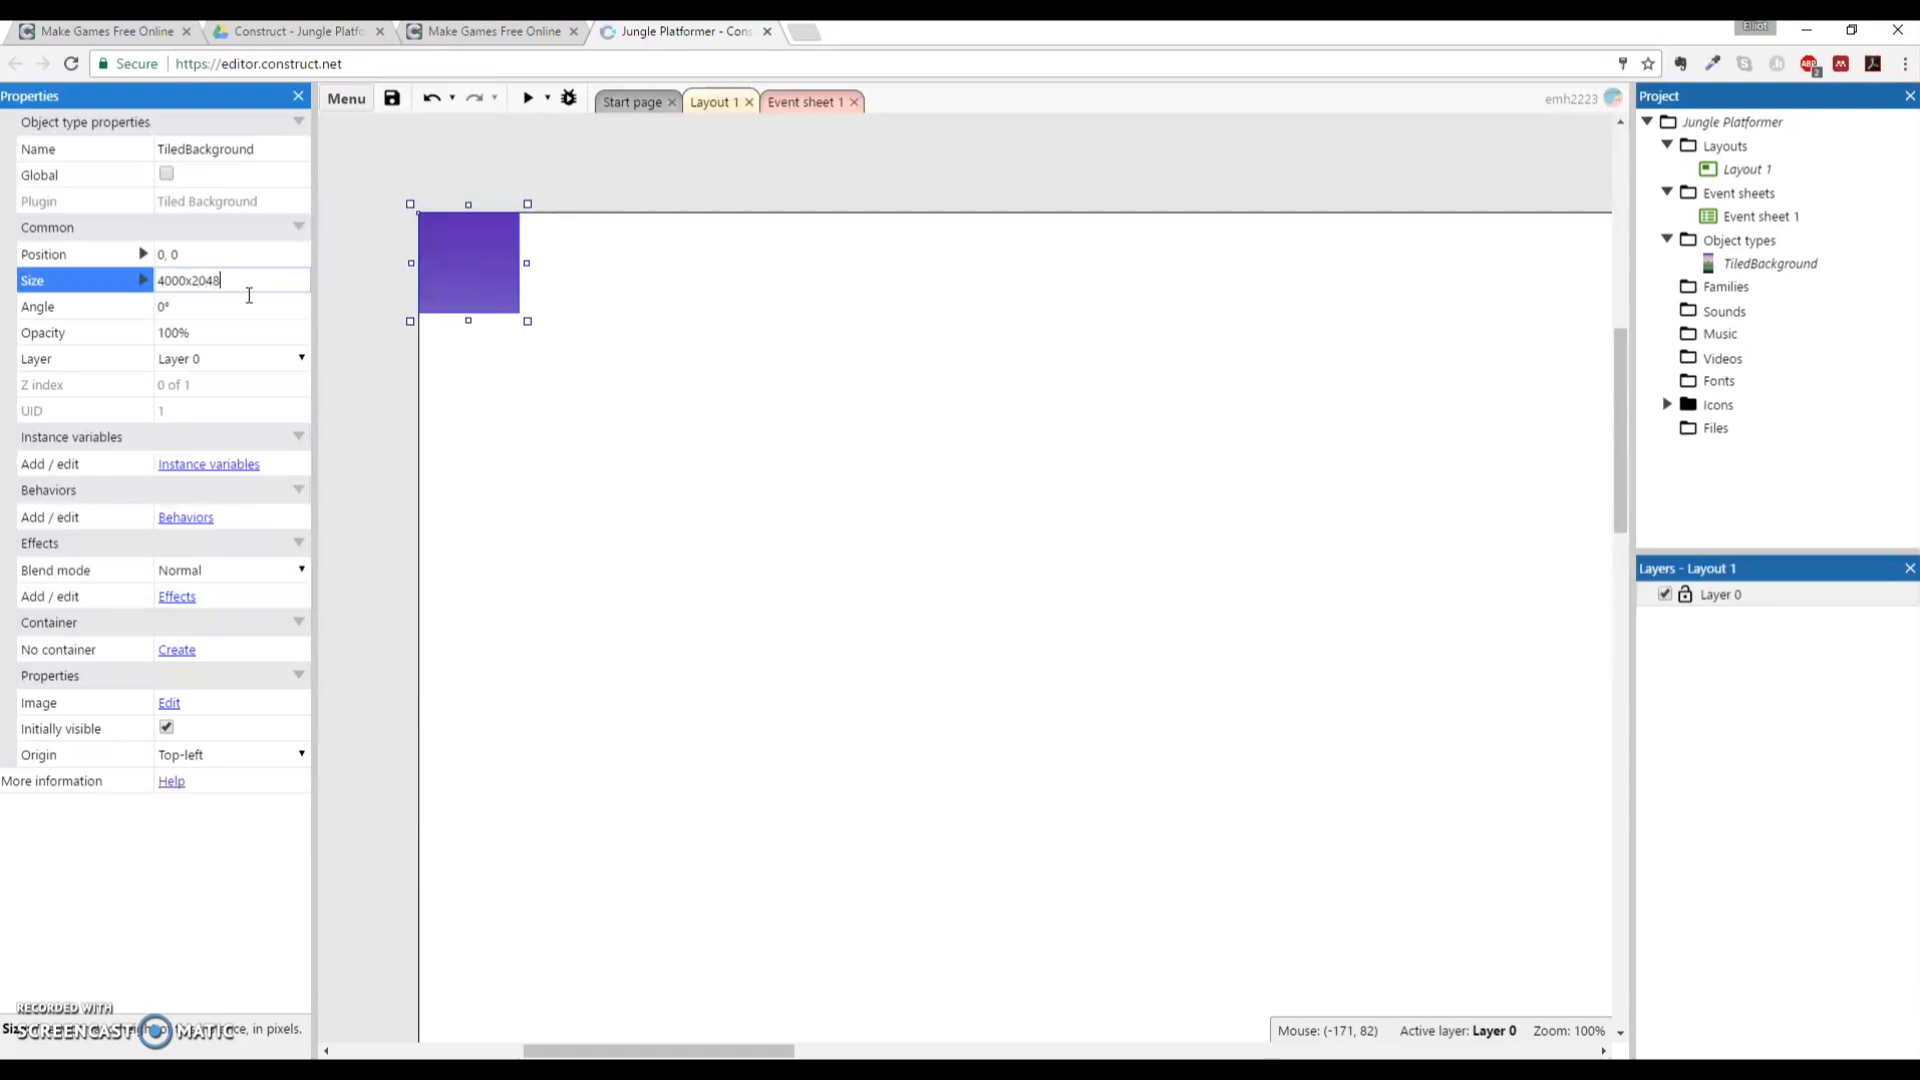 Make Games Free Online
Construct - Jungle Platfo
Make Games Free Online
Jungle Platformer - Cons
Elliot
Secure
https://editor.construct.net
ABP
2
Properties
Menu
Start page
Layout 1
Event sheet 1
emh2223
Project
Object type properties
Name
TiledBackground
Global
Plugin
Tiled Background
Common
Position
0, 0
Size
4000x2048
Angle
0°
Opacity
100%
Layer
Layer 0
Z index
0 of 1
UID
1
Instance variables
Add / edit
Instance variables
Behaviors
Add / edit
Behaviors
Effects
Blend mode
Normal
Add / edit
Effects
Container
No container
Create
Properties
Image
Edit
Initially visible
Origin
Top-left
More information
Help
Jungle Platformer
Layouts
Layout 1
Event sheets
Event sheet 1
Object types
TiledBackground
Families
Sounds
Music
Videos
Fonts
Icons
Files
Layers - Layout 1
Layer 0
RECORDED WITH
SCREENCAST MATIC
in pixels.
Mouse: (-171, 82)
Active layer: Layer 0
Zoom: 100%